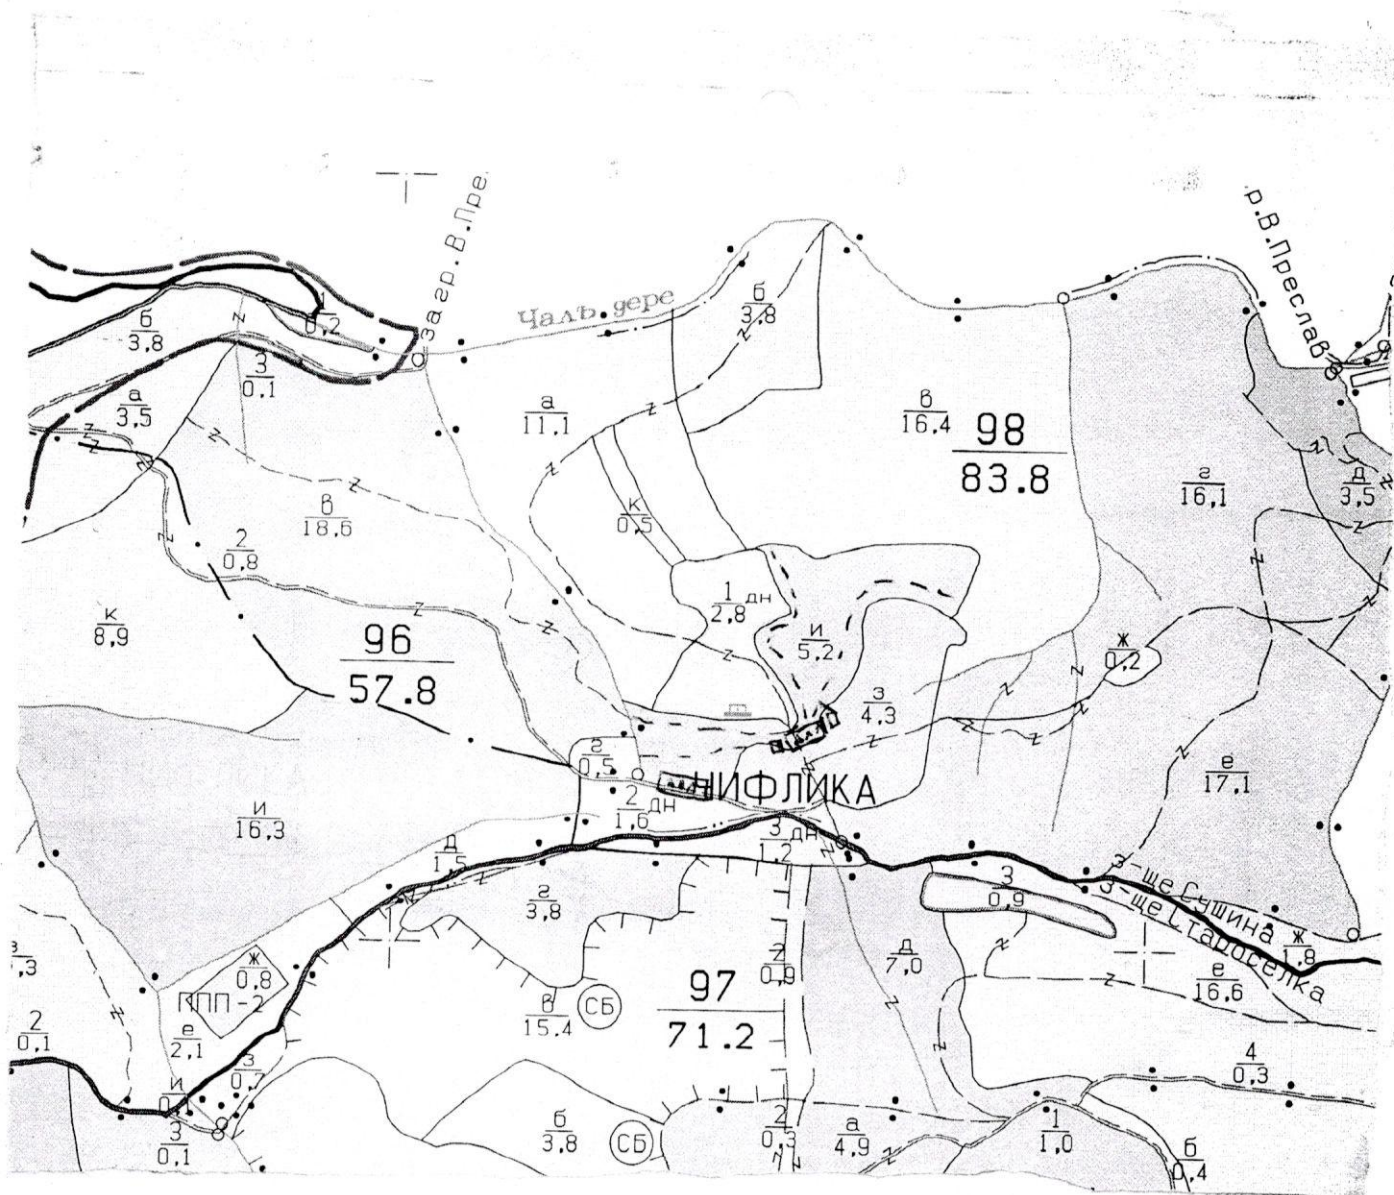 За гр. В.Пре
гр.В.Преслав
Чалъ дере
1
0,2
б
3,8
б
3,8
3
0,1
а
3,5
а
11,1
в
16,4
98
83.8
г
16,1
д
3,5
в
18,6
к
0,5
2
0,8
1 дн
2,8
к
8,9
96
57.8
и
5,2
ж
0,2
з
4,3
г
0,5
е
17,1
ЧИФЛИКА
2 дн
1,6
и
16,3
3 дн
1,2
д
1,5
г
3,8
3
0,9
з-ще Сушина
з-ще Староселка
ж
1,8
ж
0,8
ППП-2
2
0,9
д
7,0
е
16,6
97
71.2
в
15.4
СБ
2
0,1
е
2,1
з
0,7
4
0,3
и
3
0,1
б
3,8
СБ
2
0,3
а
4,9
1
1,0
б
0,4